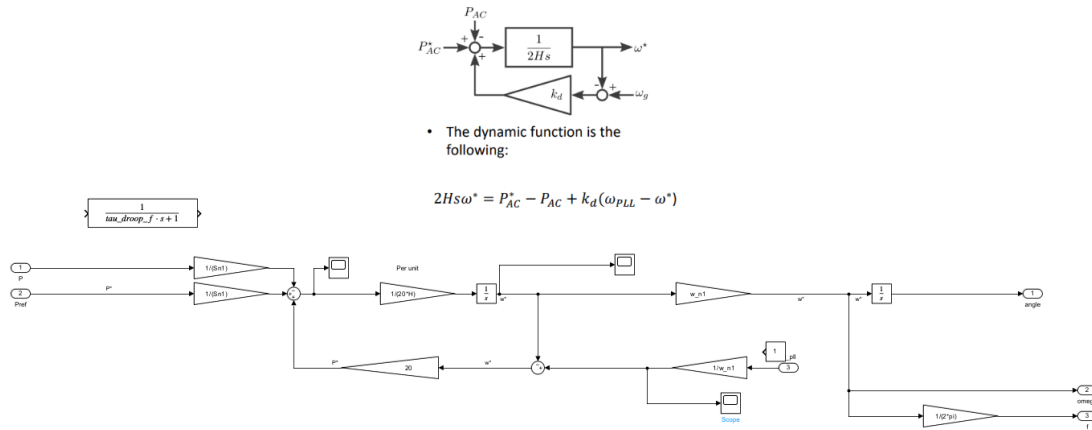 P_AC
P*_AC
1
2Hs
ω*
k_d
ω_g
• The dynamic function is the
following:
2Hsω* = P*_AC − P_AC + k_d(ω_PLL − ω*)
1
tau_droop_f · s + 1
1
P
1/(Sn1)
2
Pref
P*
1/(Sn1)
Per unit
1/(20*H)
1
s
w*
w_n1
w*
w*
1
s
1
angle
P*
20
w*
1
_pll
3
1/w_n1
Scope
2
omeg
1/(2*pi)
3
f